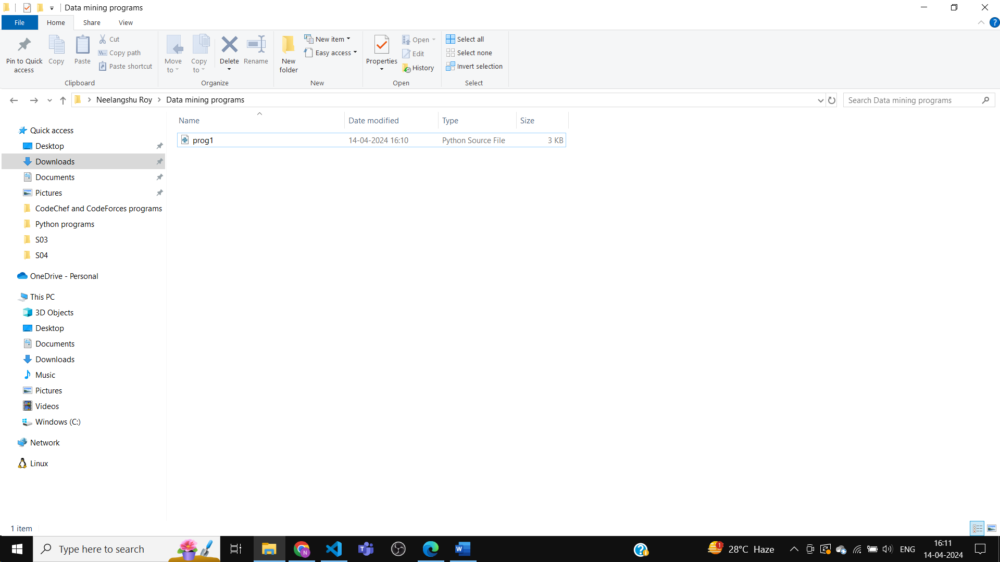 Data mining programs
File Home Share View
Pin to Quick access
Copy
Paste
Cut
Copy path
Paste shortcut
Clipboard
Move to
Copy to
Delete
Rename
Organize
New folder
New item
Easy access
New
Properties
Open
Edit
History
Open
Select all
Select none
Invert selection
Select
Neelangshu Roy > Data mining programs
Search Data mining programs
Name Date modified Type Size
prog1 14-04-2024 16:10 Python Source File 3 KB
Quick access
Desktop
Downloads
Documents
Pictures
CodeChef and CodeForces programs
Python programs
S03
S04
OneDrive - Personal
This PC
3D Objects
Desktop
Documents
Downloads
Music
Pictures
Videos
Windows (C:)
Network
Linux
1 item
Type here to search
N
T
W
1
28°C Haze
ENG
16:11
14-04-2024